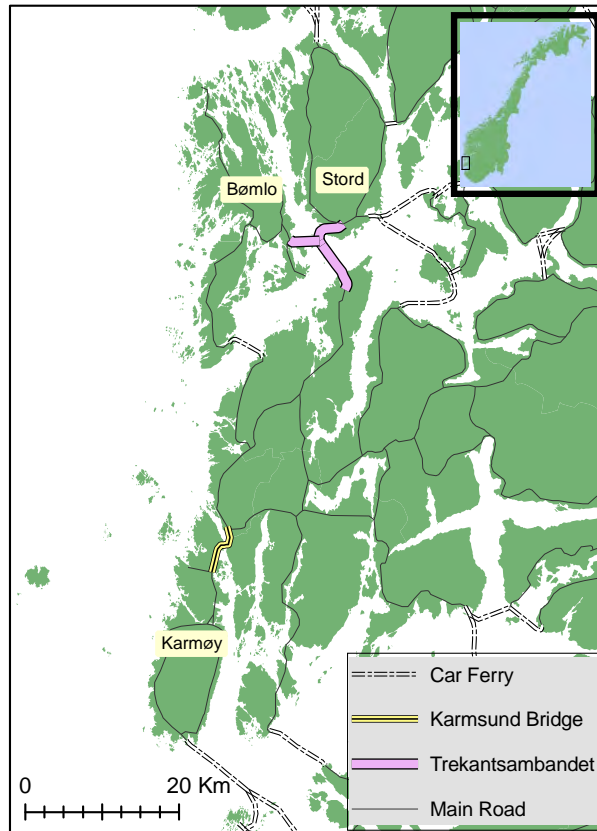 Bømlo
Stord
Karmøy
Car Ferry
Karmsund Bridge
Trekantsambandet
Main Road
0 20 Km